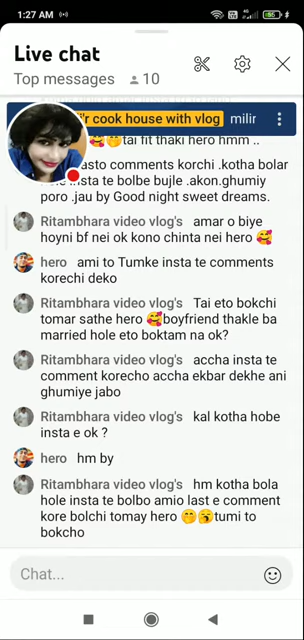 1:27 AM
55
Live chat
Top messages 10
r cook house with vlog milir
tai fit thaki hero hmm ..
asto comments korchi .kotha bolar
insta te bolbe bujle .akon.ghumiy
poro .jau by Good night sweet dreams.
Ritambhara video vlog's amar o biye
hoyni bf nei ok kono chinta nei hero 🥰
hero ami to Tumke insta te comments
korechi deko
Ritambhara video vlog's Tai eto bokchi
tomar sathe hero 🥰boyfriend thakle ba
married hole eto boktam na ok?
Ritambhara video vlog's accha insta te
comment korecho accha ekbar dekhe ani
ghumiye jabo
Ritambhara video vlog's kal kotha hobe
insta e ok ?
hero hm by
Ritambhara video vlog's hm kotha bola
hole insta te bolbo amio last e comment
kore bolchi tomay hero 🤭🥱tumi to
bokcho
Chat...